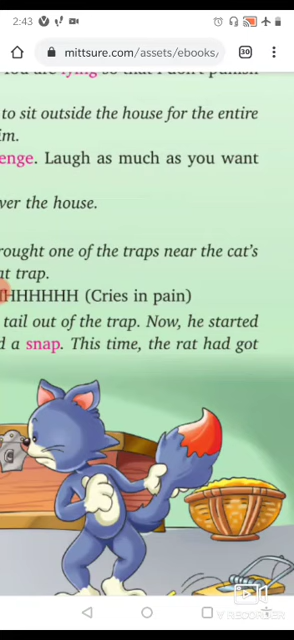 2:43
mittsure.com/assets/ebooks/
30
You are lying so that I don't punish
to sit outside the house for the entire
im.
enge. Laugh as much as you want
ver the house.
rought one of the traps near the cat's
at trap.
HHHHHHH (Cries in pain)
tail out of the trap. Now, he started
d a snap. This time, the rat had got
VIVAVIDEO